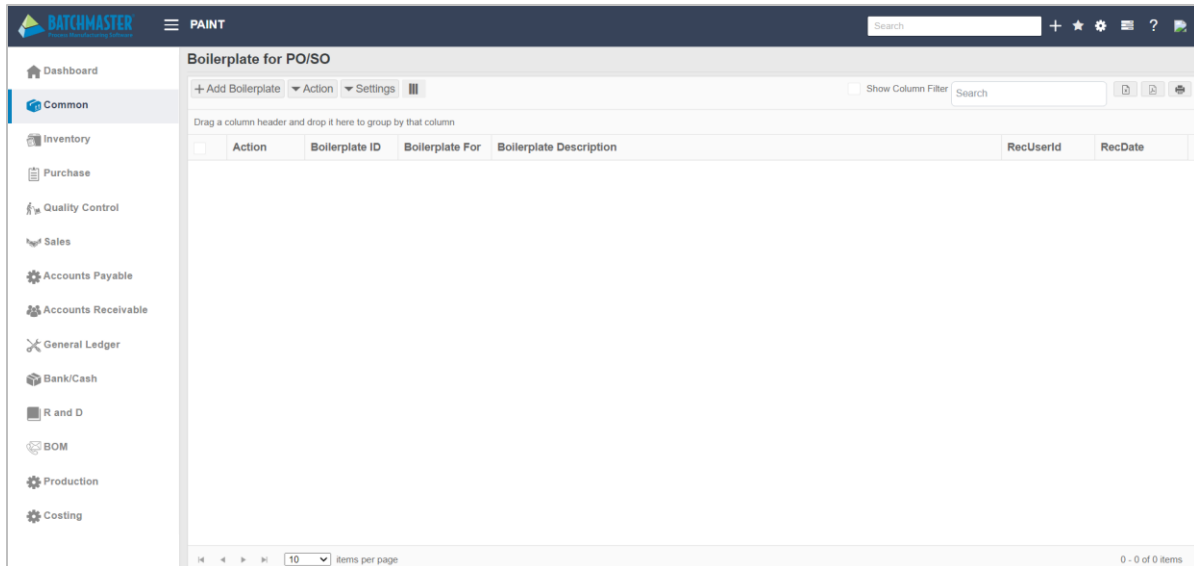 BATCHMASTER
Process Manufacturing Software
PAINT
Search
?
Dashboard
Common
Inventory
Purchase
Quality Control
Sales
Accounts Payable
Accounts Receivable
General Ledger
Bank/Cash
R and D
BOM
Production
Costing
Boilerplate for PO/SO
+ Add Boilerplate Action Settings Show Column Filter Search
Drag a column header and drop it here to group by that column
Action Boilerplate ID Boilerplate For Boilerplate Description RecUserId RecDate
10 items per page 0 - 0 of 0 items